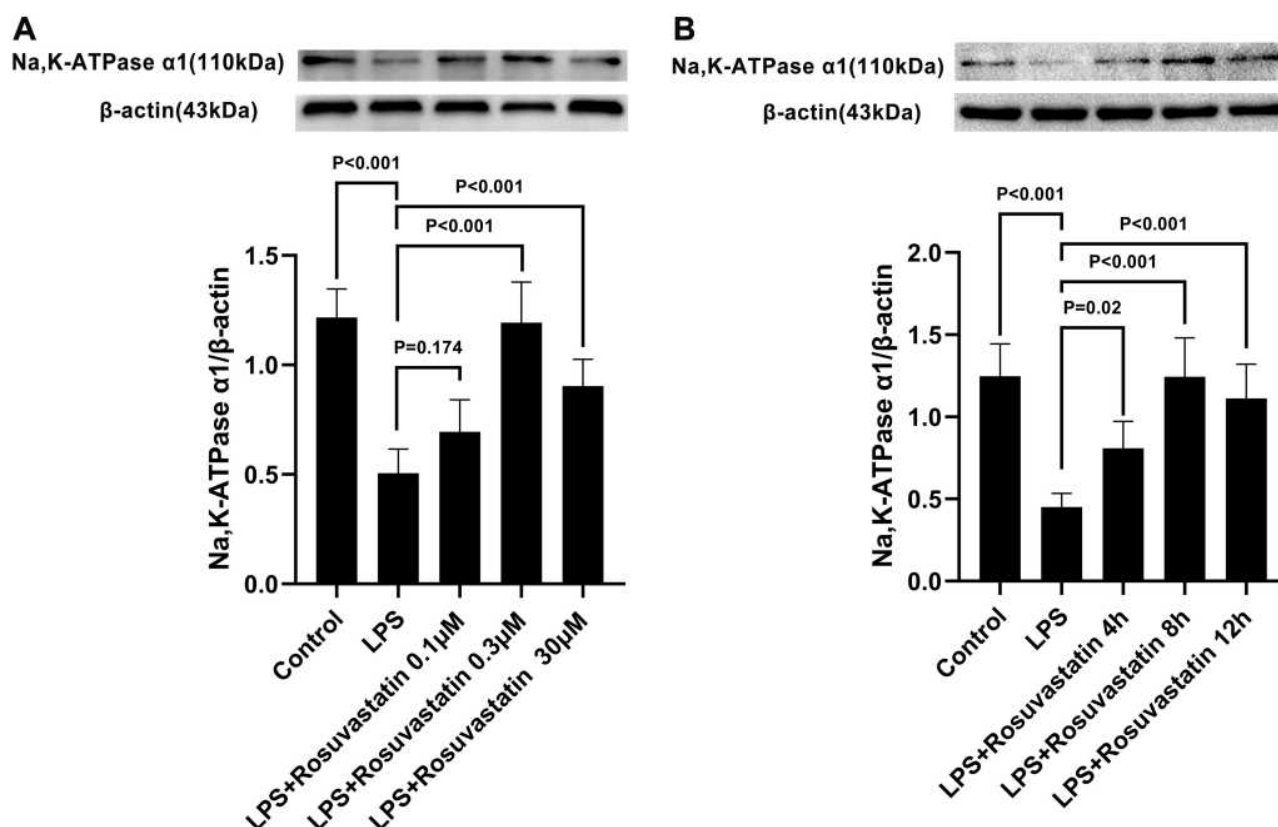 A
Na,K-ATPase α1(110kDa)
β-actin(43kDa)
P<0.001
P<0.001
P<0.001
P=0.174
Na,K-ATPase α1/β-actin
1.5
1.0
0.5
0.0
Control
LPS
LPS+Rosuvastatin 0.1μM
LPS+Rosuvastatin 0.3μM
LPS+Rosuvastatin 30μM
B
Na,K-ATPase α1(110kDa)
β-actin(43kDa)
P<0.001
P<0.001
P<0.001
P=0.02
Na,K-ATPase α1/β-actin
2.0
1.5
1.0
0.5
0.0
Control
LPS
LPS+Rosuvastatin 4h
LPS+Rosuvastatin 8h
LPS+Rosuvastatin 12h